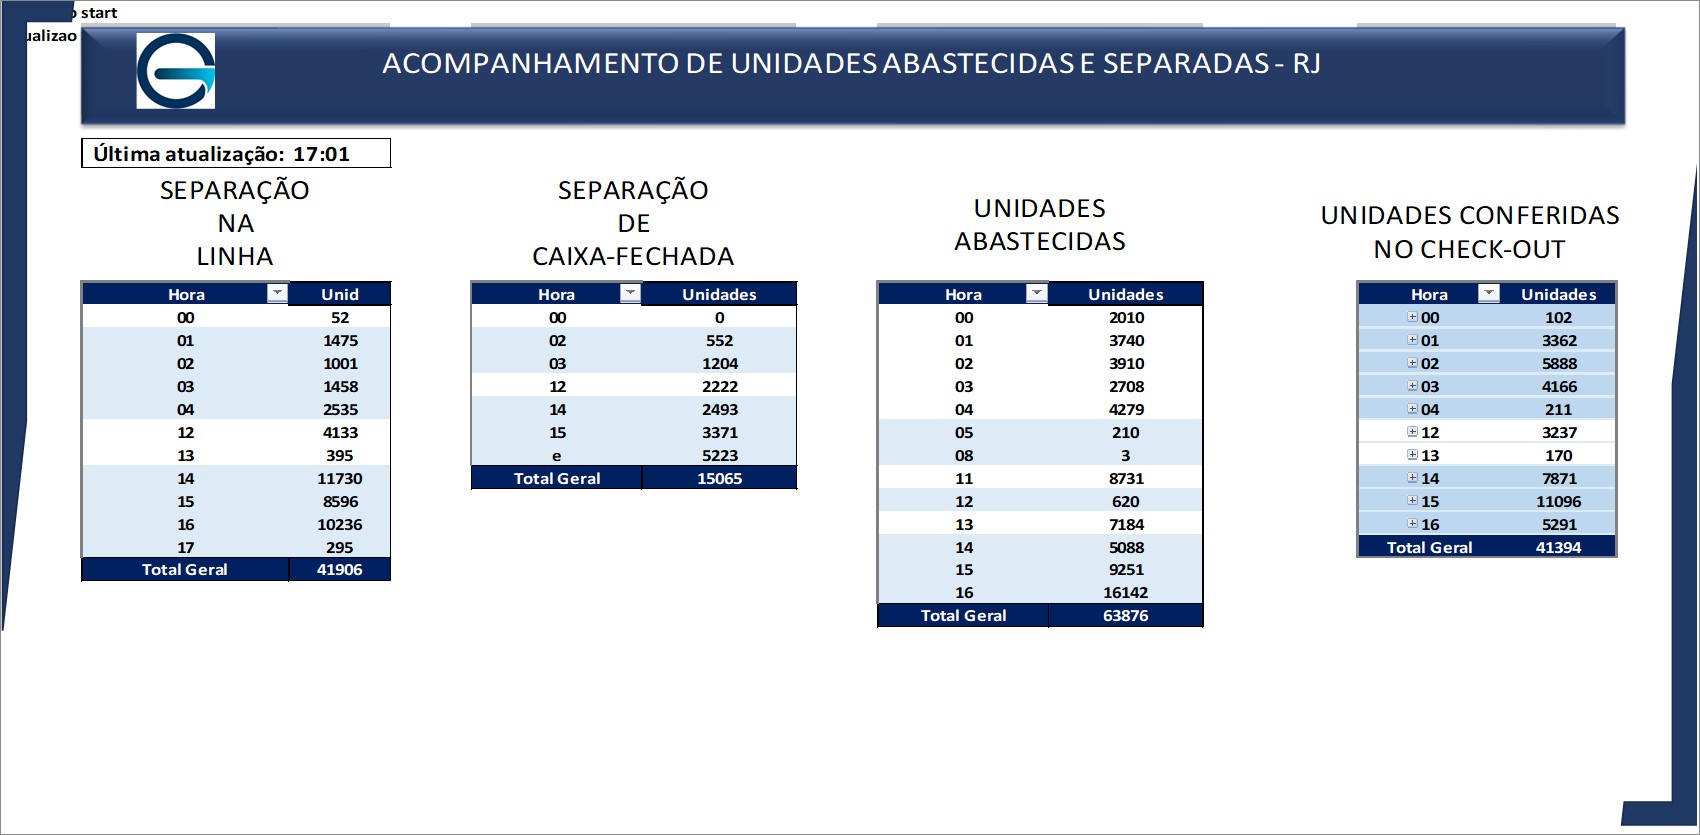 start
ualizao
ACOMPANHAMENTO DE UNIDADES ABASTECIDAS E SEPARADAS - RJ
Última atualização: 17:01
SEPARAÇÃO
NA
LINHA
Hora Unid
00 52
01 1475
02 1001
03 1458
04 2535
12 4133
13 395
14 11730
15 8596
16 10236
17 295
Total Geral 41906
SEPARAÇÃO
DE
CAIXA-FECHADA
Hora Unidades
00 0
02 552
03 1204
12 2222
14 2493
15 3371
e 5223
Total Geral 15065
UNIDADES
ABASTECIDAS
Hora Unidades
00 2010
01 3740
02 3910
03 2708
04 4279
05 210
08 3
11 8731
12 620
13 7184
14 5088
15 9251
16 16142
Total Geral 63876
UNIDADES CONFERIDAS
NO CHECK-OUT
Hora Unidades
00 102
01 3362
02 5888
03 4166
04 211
12 3237
13 170
14 7871
15 11096
16 5291
Total Geral 41394